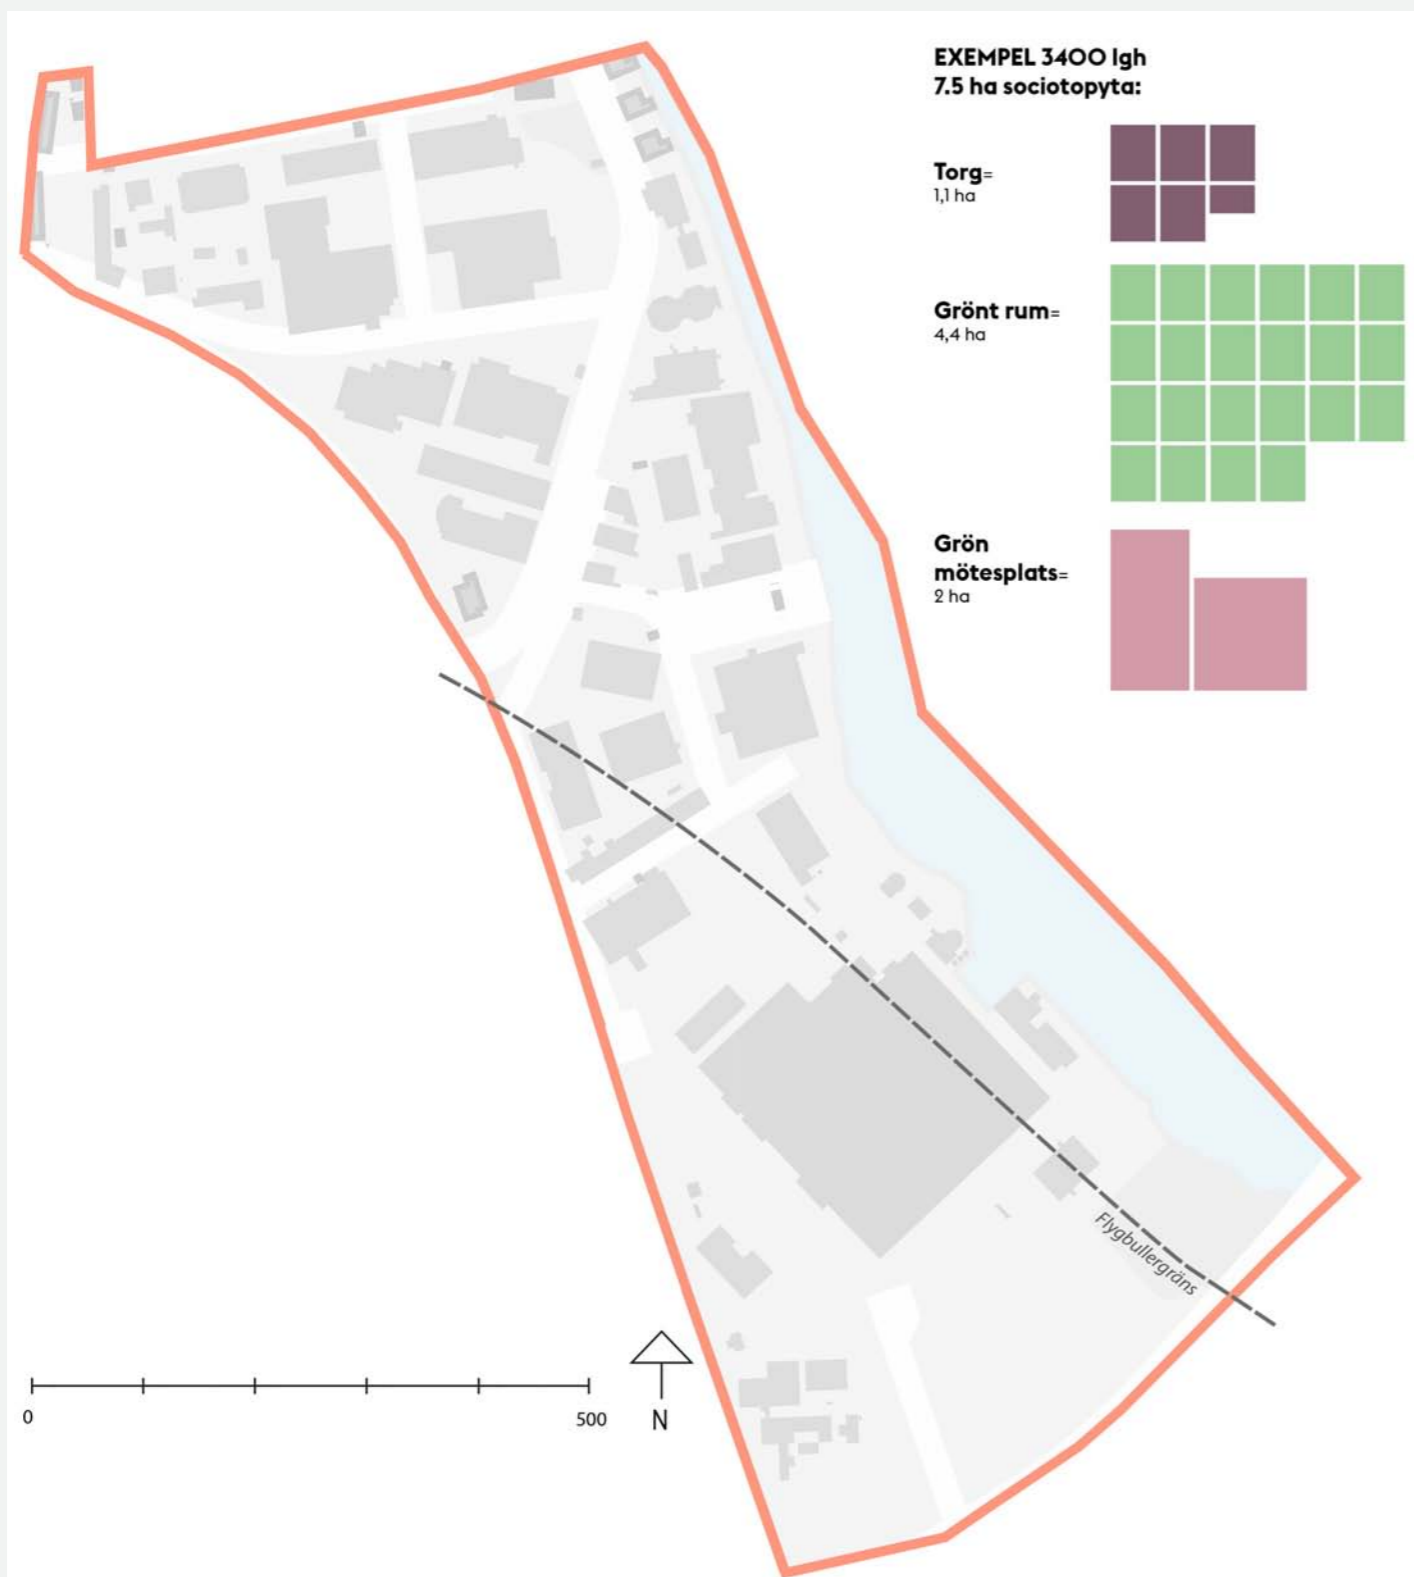 EXEMPEL 3400 lgh
7.5 ha sociotopyta:
Torg=
1,1 ha
Grönt rum=
4,4 ha
Grön
mötesplats=
2 ha
Flygbullergräns
0
500
N